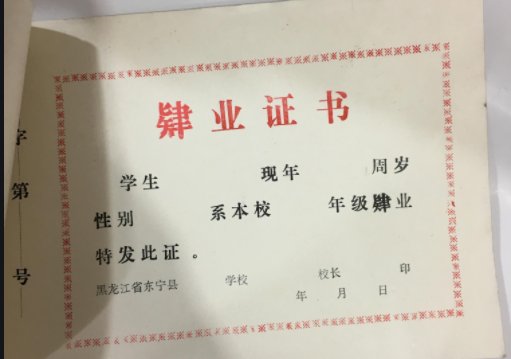 肄业证书
学生 现年 周岁
性别 系本校 年级肄业
特发此证。
黑龙江省东宁县 学校 校长 印
年 月 日
字第 号